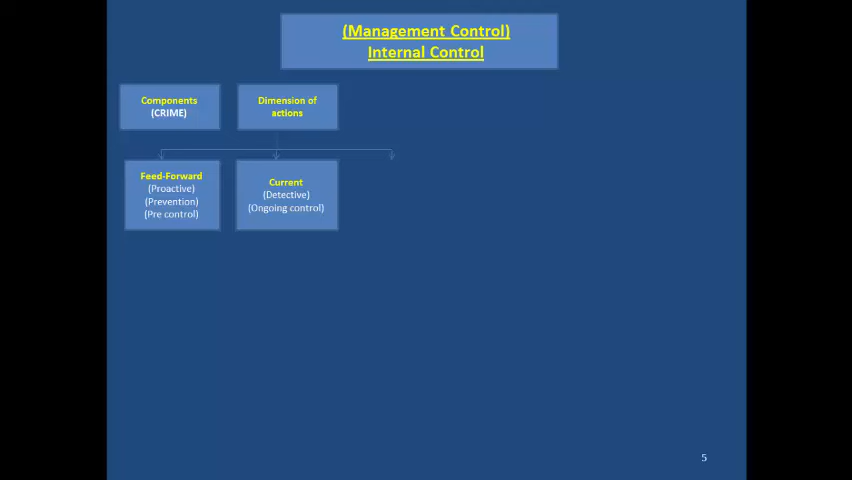 (Management Control)
Internal Control
Components
(CRIME)
Dimension of
actions
Feed-Forward
(Proactive)
(Prevention)
(Pre control)
Current
(Detective)
(Ongoing control)
5